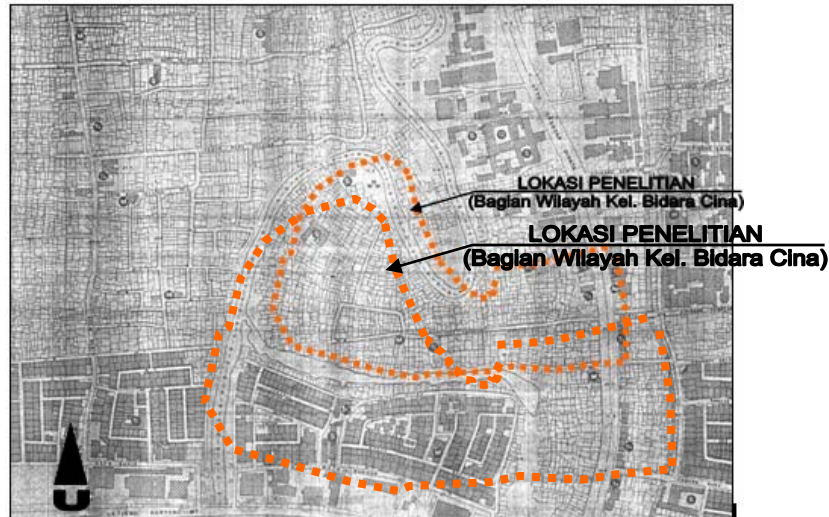 LOKASI PENELITIAN
(Bagian Wilayah Kel. Bidara Cina)
LOKASI PENELITIAN
(Bagian Wilayah Kel. Bidara Cina)
U